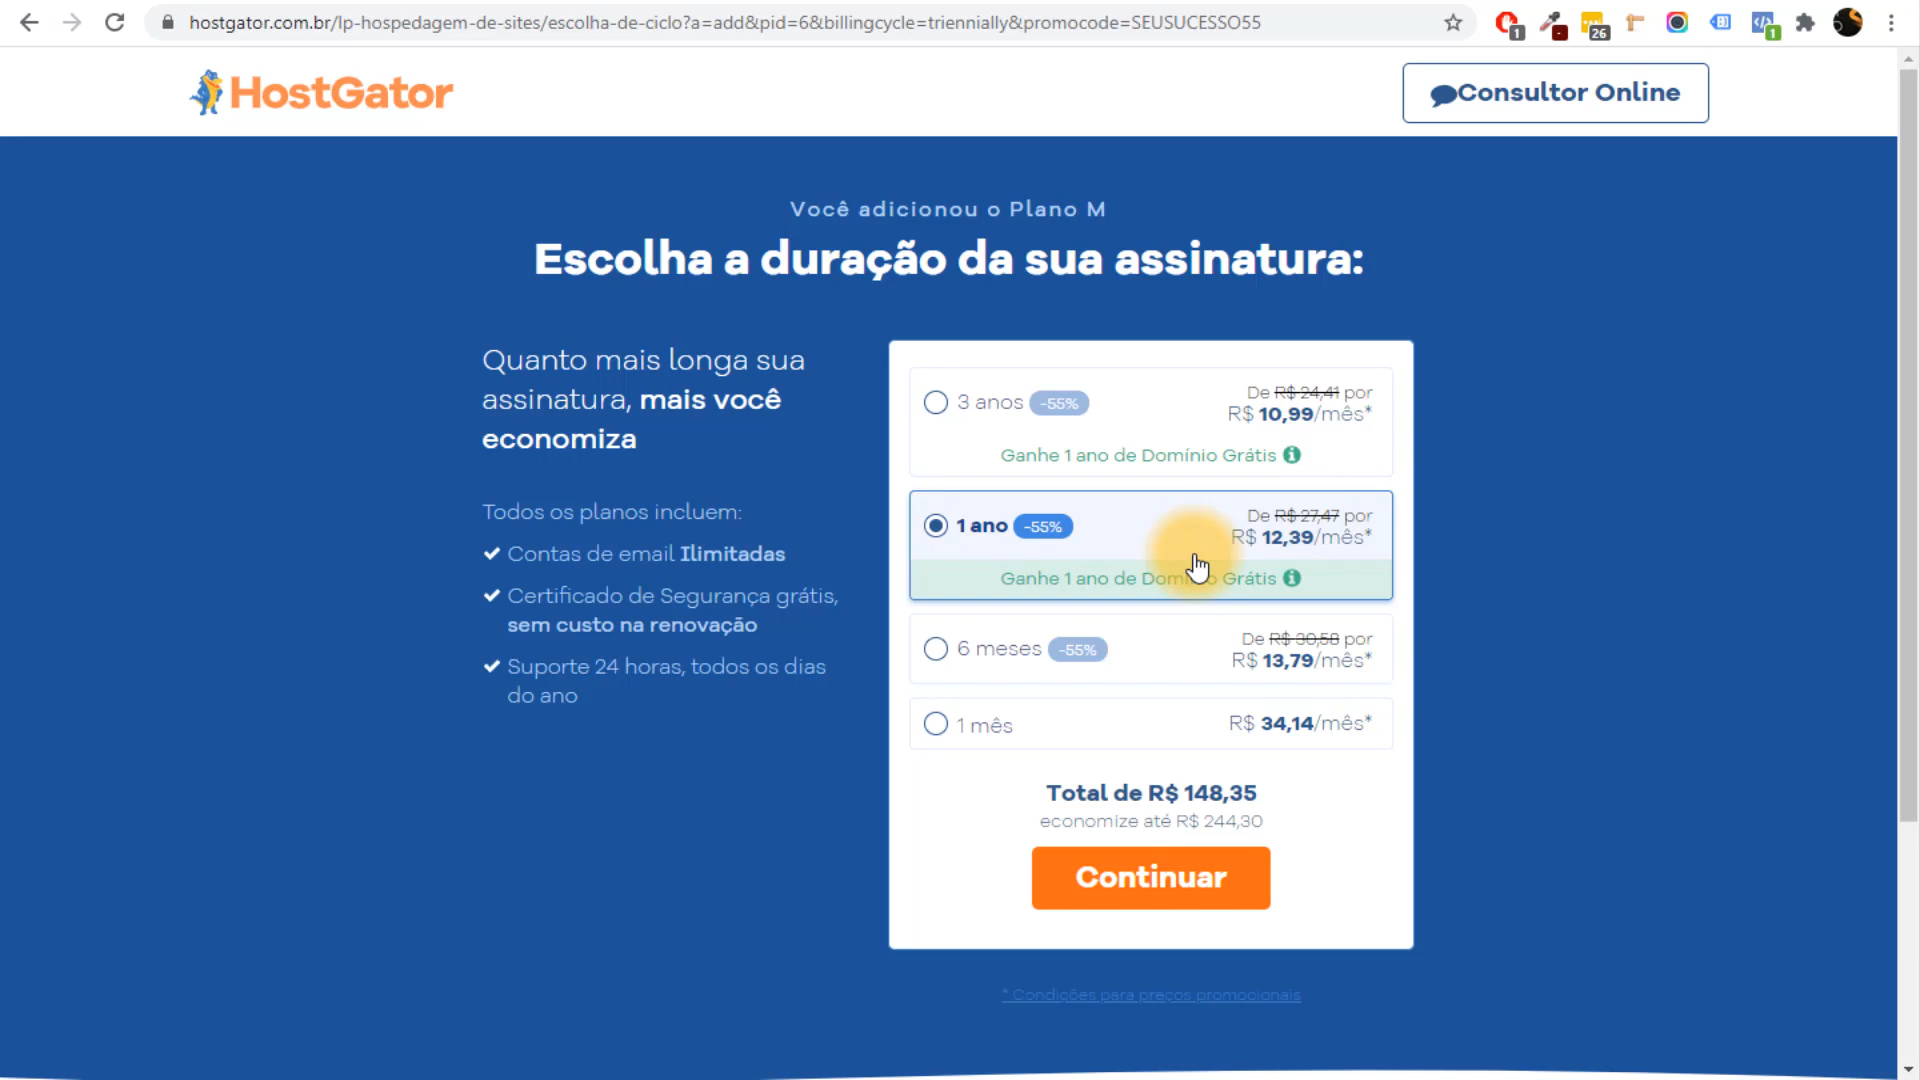 hostgator.com.br/lp-hospedagem-de-sites/escolha-de-ciclo?a=add&pid=6&billingcycle=triennially&promocode=SEUSUCESSO55
1
-
26
1
HostGator
Consultor Online
Você adicionou o Plano M
Escolha a duração da sua assinatura:
Quanto mais longa sua
assinatura, mais você
economiza
Todos os planos incluem:
Contas de email Ilimitadas
Certificado de Segurança grátis,
sem custo na renovação
Suporte 24 horas, todos os dias
do ano
3 anos -55%
De R$ 24,41 por
R$ 10,99/mês*
Ganhe 1 ano de Domínio Grátis
1 ano -55%
De R$ 27,47 por
R$ 12,39/mês*
Ganhe 1 ano de Domínio Grátis
6 meses -55%
De R$ 30,58 por
R$ 13,79/mês*
1 mês
R$ 34,14/mês*
Total de R$ 148,35
economize até R$ 244,30
Continuar
* Condições para preços promocionais